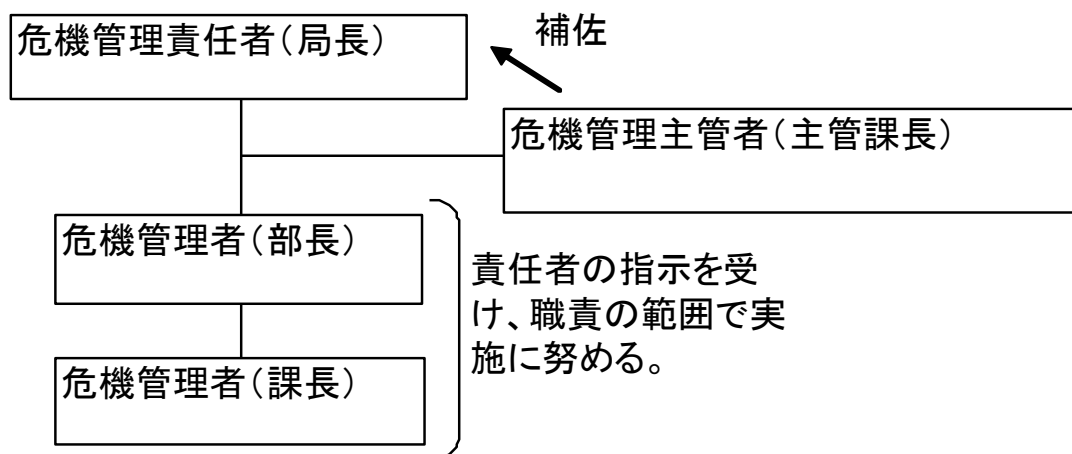 危機管理責任者（局長）
補佐
危機管理主管者（主管課長）
危機管理者（部長）
責任者の指示を受
け、職責の範囲で実
施に努める。
危機管理者（課長）